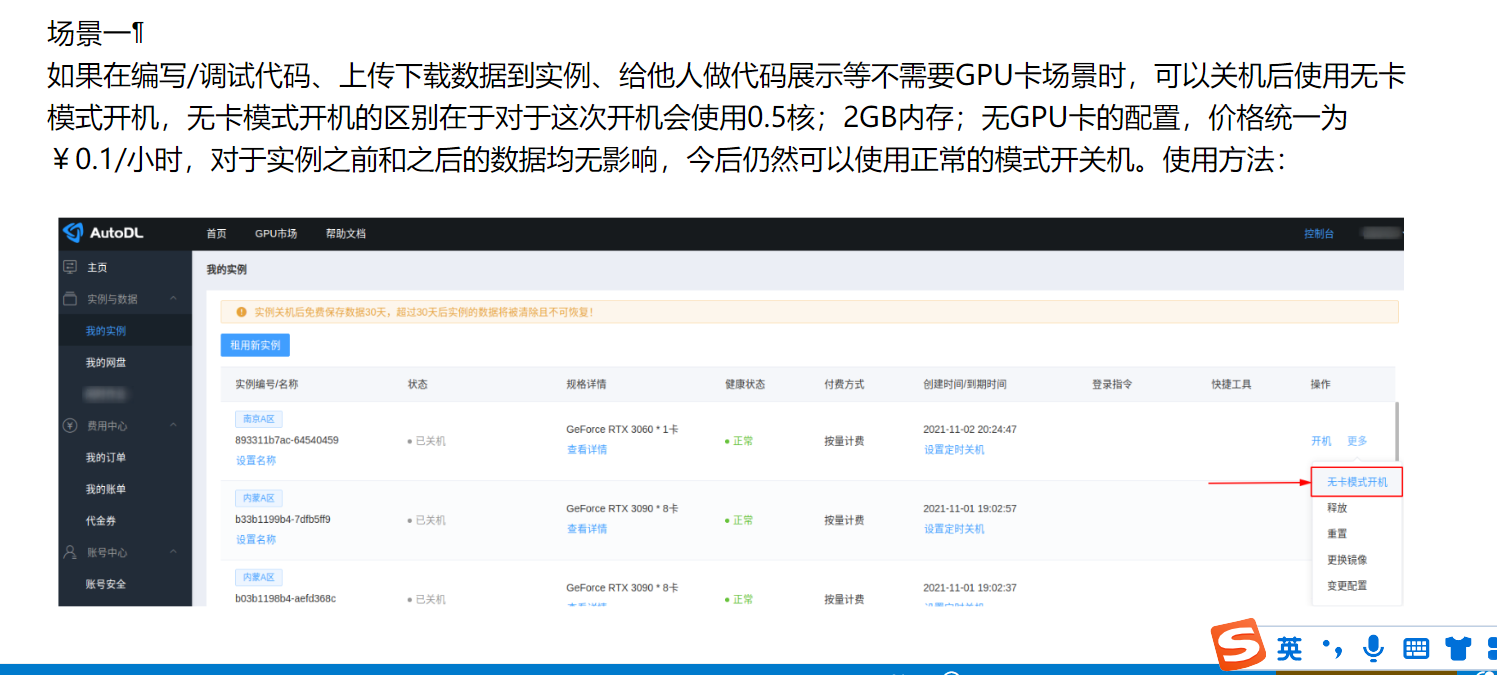 场景一¶
如果在编写/调试代码、上传下载数据到实例、给他人做代码展示等不需要GPU卡场景时，可以关机后使用无卡
模式开机，无卡模式开机的区别在于对于这次开机会使用0.5核；2GB内存；无GPU卡的配置，价格统一为
￥0.1/小时，对于实例之前和之后的数据均无影响，今后仍然可以使用正常的模式开关机。使用方法：
AutoDL 首页 GPU市场 帮助文档 控制台
主页
实例与数据
我的实例
我的网盘
费用中心
我的订单
我的账单
代金券
账号中心
账号安全
我的实例
实例关机后免费保存数据30天，超过30天后实例的数据将被清除且不可恢复！
租用新实例
实例编号/名称 状态 规格详情 健康状态 付费方式 创建时间/到期时间 登录指令 快捷工具 操作
南京A区
893311b7ac-64540459 已关机 GeForce RTX 3060 * 1卡 正常 按量计费 2021-11-02 20:24:47 开机 更多
设置名称 查看详情 设置定时关机
无卡模式开机
释放
重置
更换镜像
变更配置
内蒙A区
b33b1199b4-7dfb5ff9 已关机 GeForce RTX 3090 * 8卡 正常 按量计费 2021-11-01 19:02:57
设置名称 查看详情 设置定时关机
内蒙A区
b03b1198b4-aefd368c 已关机 GeForce RTX 3090 * 8卡 正常 按量计费 2021-11-01 19:02:37
英